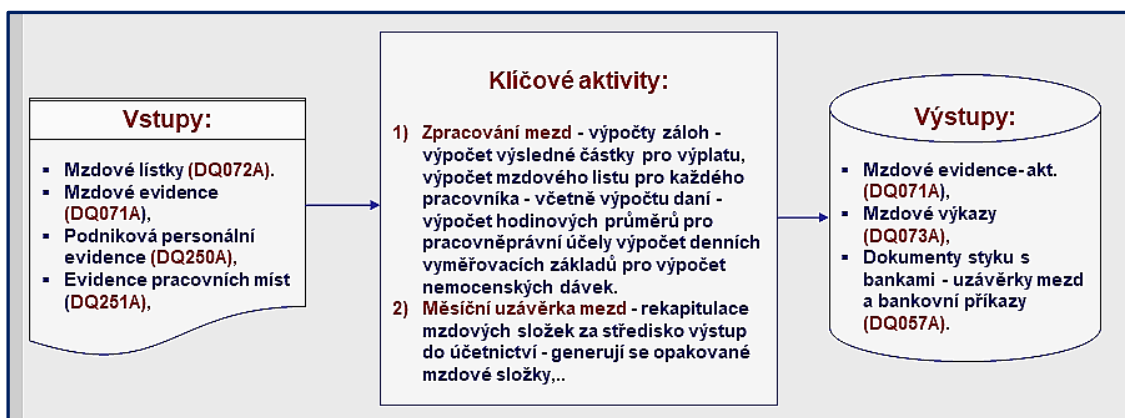 Vstupy:
▪ Mzdové lístky (DQ072A).
▪ Mzdové evidence
(DQ071A),
▪ Podniková personální
evidence (DQ250A),
▪ Evidence pracovních míst
(DQ251A),
Klíčové aktivity:
1) Zpracování mezd - výpočty záloh -
výpočet výsledné částky pro výplatu,
výpočet mzdového listu pro každého
pracovníka - včetně výpočtu daní -
výpočet hodinových průměrů pro
pracovněprávní účely výpočet denních
vyměřovacích základů pro výpočet
nemocenských dávek.
2) Měsíční uzávěrka mezd - rekapitulace
mzdových složek za středisko výstup
do účetnictví - generují se opakované
mzdové složky,..
Výstupy:
▪ Mzdové evidence-akt.
(DQ071A),
▪ Mzdové výkazy
(DQ073A),
▪ Dokumenty styku s
bankami - uzávěrky mezd
a bankovní příkazy
(DQ057A).